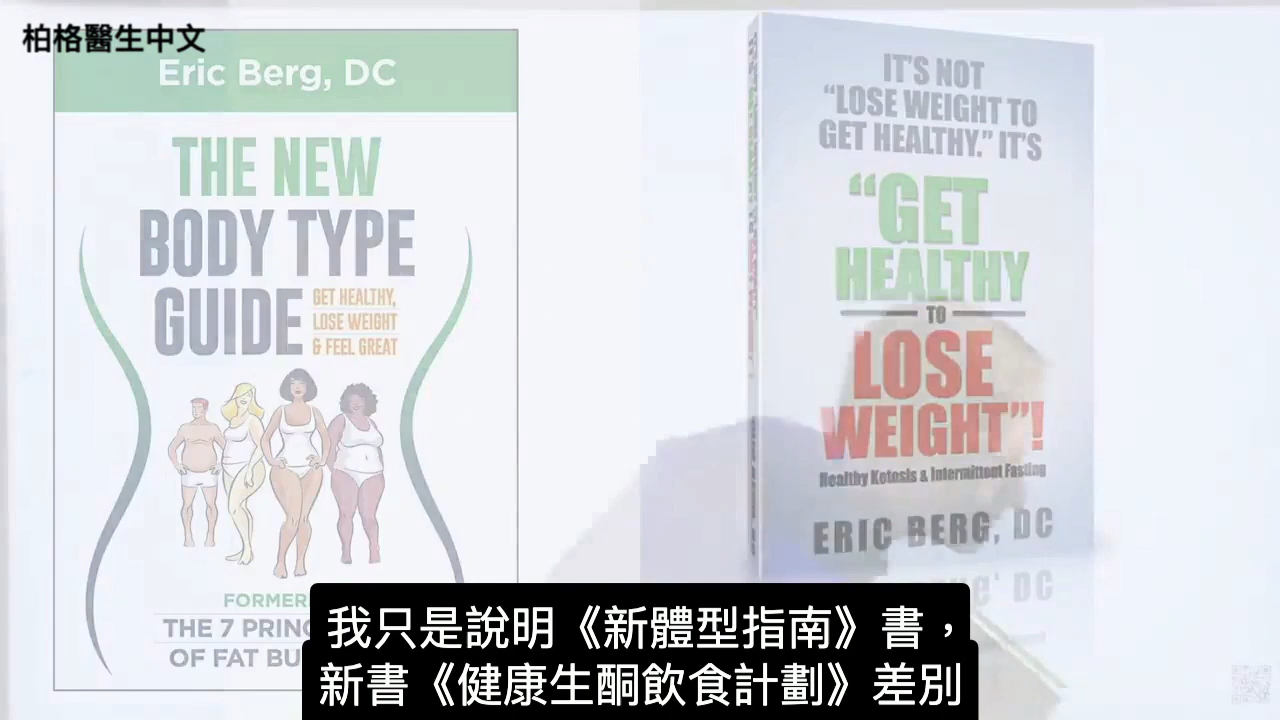 柏格醫生中文
Eric Berg, DC
THE NEW
BODY TYPE
GUIDE
GET HEALTHY,
LOSE WEIGHT
& FEEL GREAT
THE 7
OF FAT
IT'S NOT
"LOSE WEIGHT TO
GET HEALTHY." IT'S
"GET
HEALTHY
TO
LOSE
WEIGHT"!
Healthy Ketosis & Intermittent Fasting
ERIC BERG, DC
我只是說明《新體型指南》書，
新書《健康生酮飲食計劃》差別